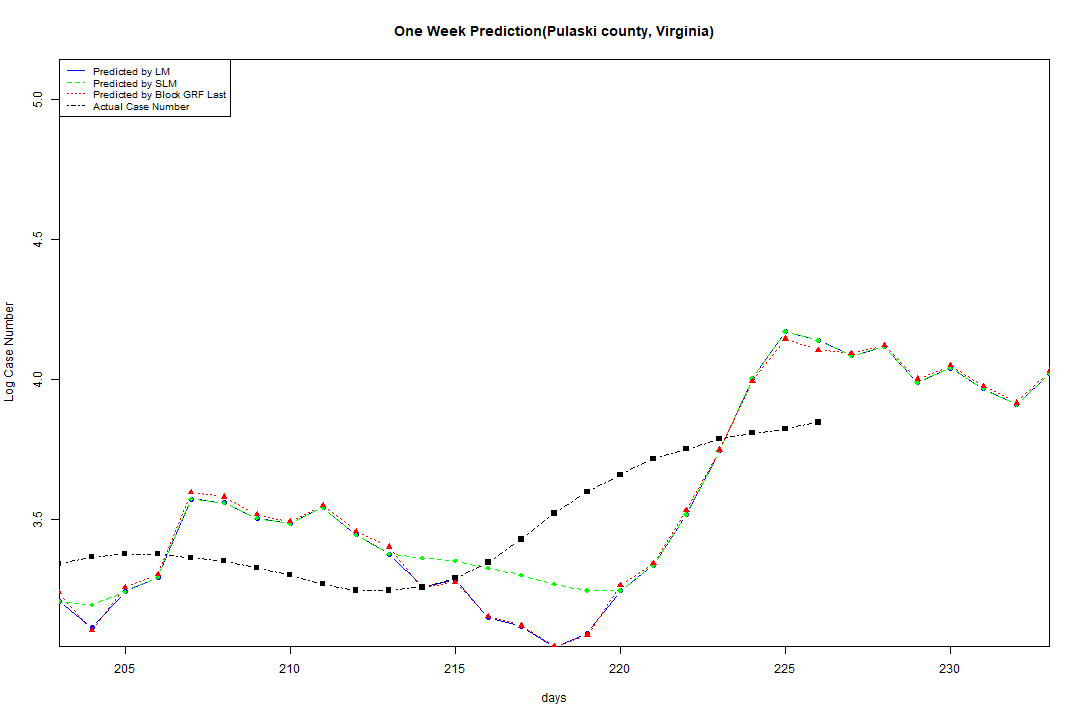 One Week Prediction(Pulaski county, Virginia)
Predicted by LM
Predicted by SLM
Predicted by Block GRF Last
Actual Case Number
5.0
4.5
4.0
3.5
Log Case Number
205 210 215 220 225 230
days